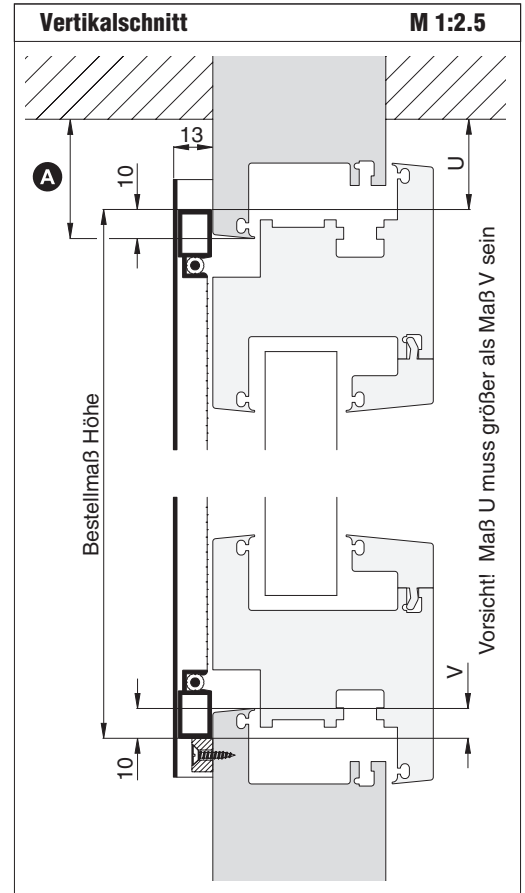 Vertikalschnitt M 1:2.5
13
A
10
U
Bestellmaß Höhe
Vorsicht! Maß U muss größer als Maß V sein
V
10